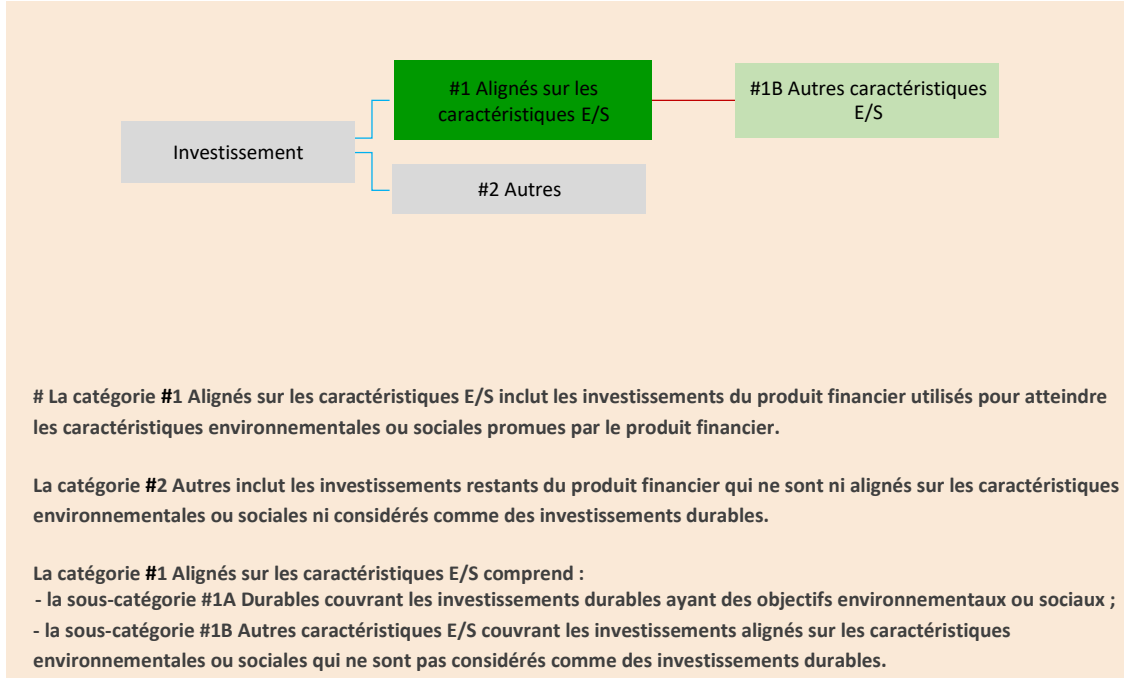 #1 Alignés sur les
caractéristiques E/S
#1B Autres caractéristiques
E/S
Investissement
#2 Autres
# La catégorie #1 Alignés sur les caractéristiques E/S inclut les investissements du produit financier utilisés pour atteindre
les caractéristiques environnementales ou sociales promues par le produit financier.
La catégorie #2 Autres inclut les investissements restants du produit financier qui ne sont ni alignés sur les caractéristiques
environnementales ou sociales ni considérés comme des investissements durables.
La catégorie #1 Alignés sur les caractéristiques E/S comprend :
- la sous-catégorie #1A Durables couvrant les investissements durables ayant des objectifs environnementaux ou sociaux ;
- la sous-catégorie #1B Autres caractéristiques E/S couvrant les investissements alignés sur les caractéristiques
environnementales ou sociales qui ne sont pas considérés comme des investissements durables.